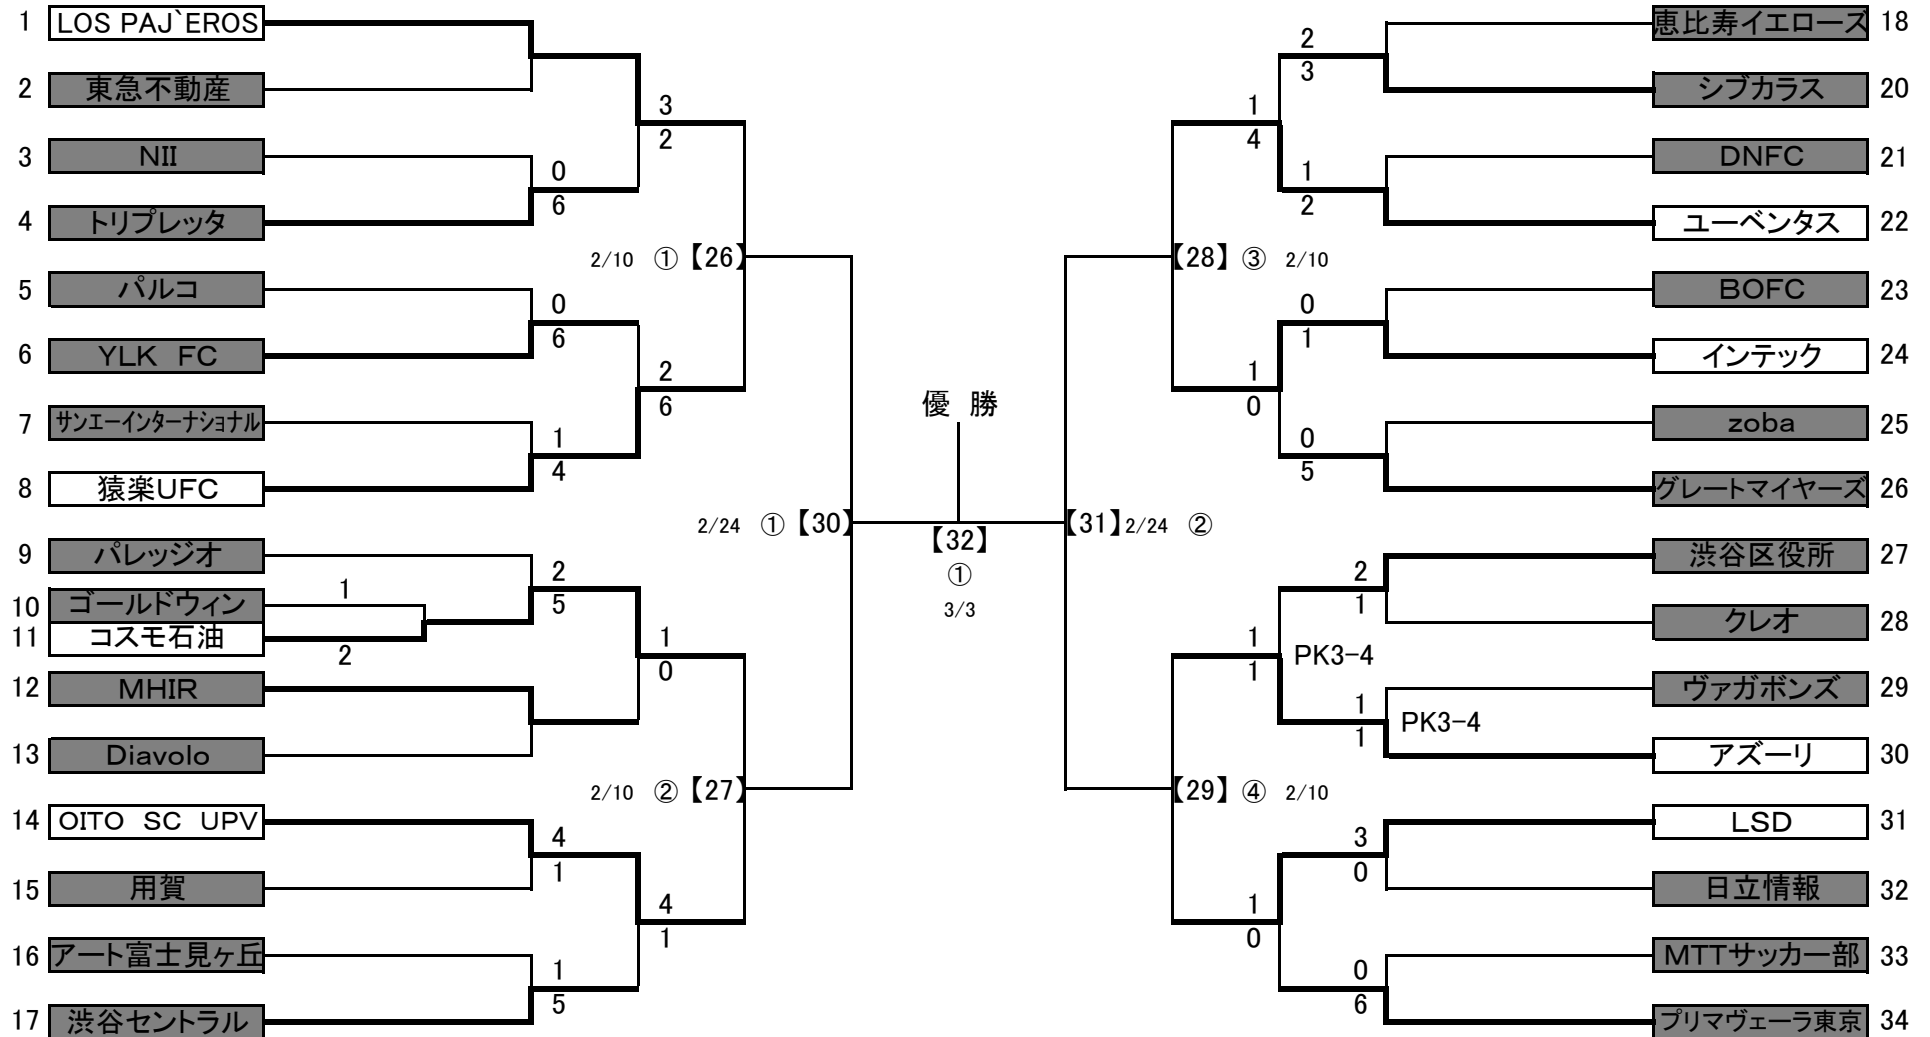 1 LOS PAJ`EROS
2 東急不動産
3 NII
4 トリプレッタ
5 パルコ
6 YLK FC
7 サンエーインターナショナル
8 猿楽UFC
9 パレッジオ
10 ゴールドウィン
11 コスモ石油
12 MHIR
13 Diavolo
14 OITO SC UPV
15 用賀
16 アート富士見ヶ丘
17 渋谷セントラル
0
6
0
6
1
4
1
2
2
5
4
1
1
5
3
2
2
6
1
0
4
1
2/10 ① 【26】
2/10 ② 【27】
2/24 ① 【30】
優 勝
【32】
①
3/3
【31】 2/24 ②
【28】 ③ 2/10
【29】 ④ 2/10
1
4
1
0
1
1
PK3-4
1
0
2
3
1
2
0
1
0
5
2
1
1
1
PK3-4
3
0
0
6
恵比寿イエローズ 18
シブカラス 20
DNFC 21
ユーベンタス 22
BOFC 23
インテック 24
zoba 25
グレートマイヤーズ 26
渋谷区役所 27
クレオ 28
ヴァガボンズ 29
アズーリ 30
LSD 31
日立情報 32
MTTサッカー部 33
プリマヴェーラ東京 34